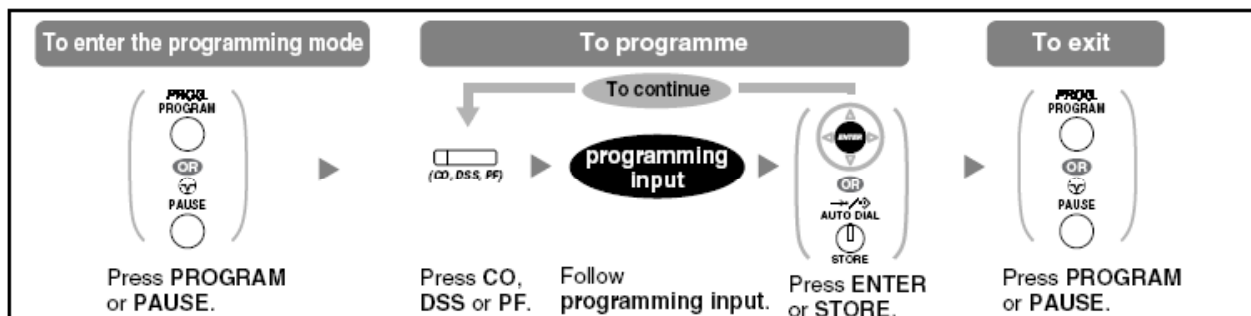 To enter the programming mode
To programme
To exit
To continue
PROG.
PROGRAM
OR
PAUSE
(CO, DSS, PF)
programming
input
ENTER
OR
AUTO DIAL
STORE
PROG.
PROGRAM
OR
PAUSE
Press PROGRAM
or PAUSE.
Press CO,
DSS or PF.
Follow
programming input.
Press ENTER
or STORE.
Press PROGRAM
or PAUSE.